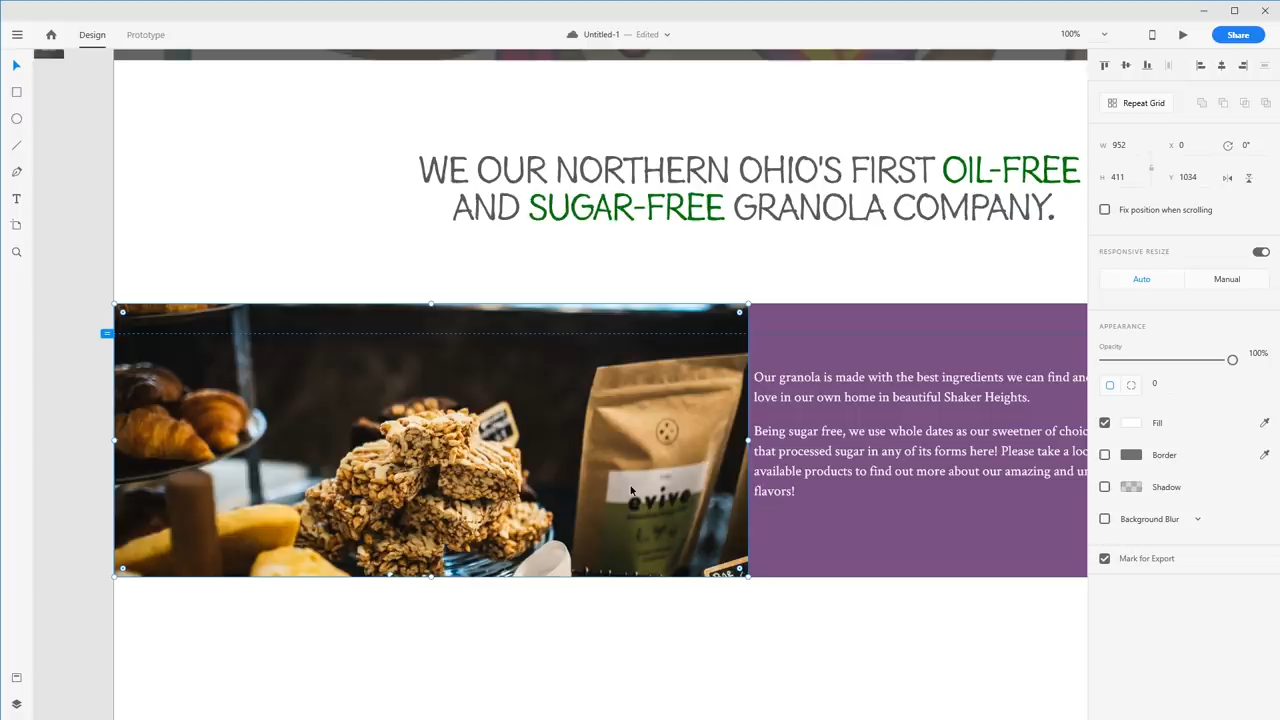 Design
Prototype
Untitled-1 — Edited
100%
Share
Repeat Grid
W 952 X 0 0°
H 411 Y 1034
Fix position when scrolling
RESPONSIVE RESIZE
Auto Manual
APPEARANCE
Opacity
100%
0
Fill
Border
Shadow
Background Blur
Mark for Export
WE OUR NORTHERN OHIO'S FIRST OIL-FREE
AND SUGAR-FREE GRANOLA COMPANY.
evive
Our granola is made with the best ingredients we can find an
love in our own home in beautiful Shaker Heights.
Being sugar free, we use whole dates as our sweetner of choic
that processed sugar in any of its forms here! Please take a loo
available products to find out more about our amazing and un
flavors!